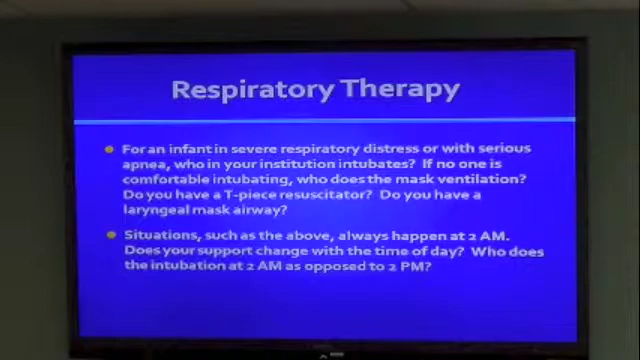 Respiratory Therapy
For an infant in severe respiratory distress or with serious
apnea, who in your institution intubates? If no one is
comfortable intubating, who does the mask ventilation?
Do you have a T-piece resuscitator? Do you have a
laryngeal mask airway?
Situations, such as the above, always happen at 2 AM.
Does your support change with the time of day? Who does
the intubation at 2 AM as opposed to 2 PM?